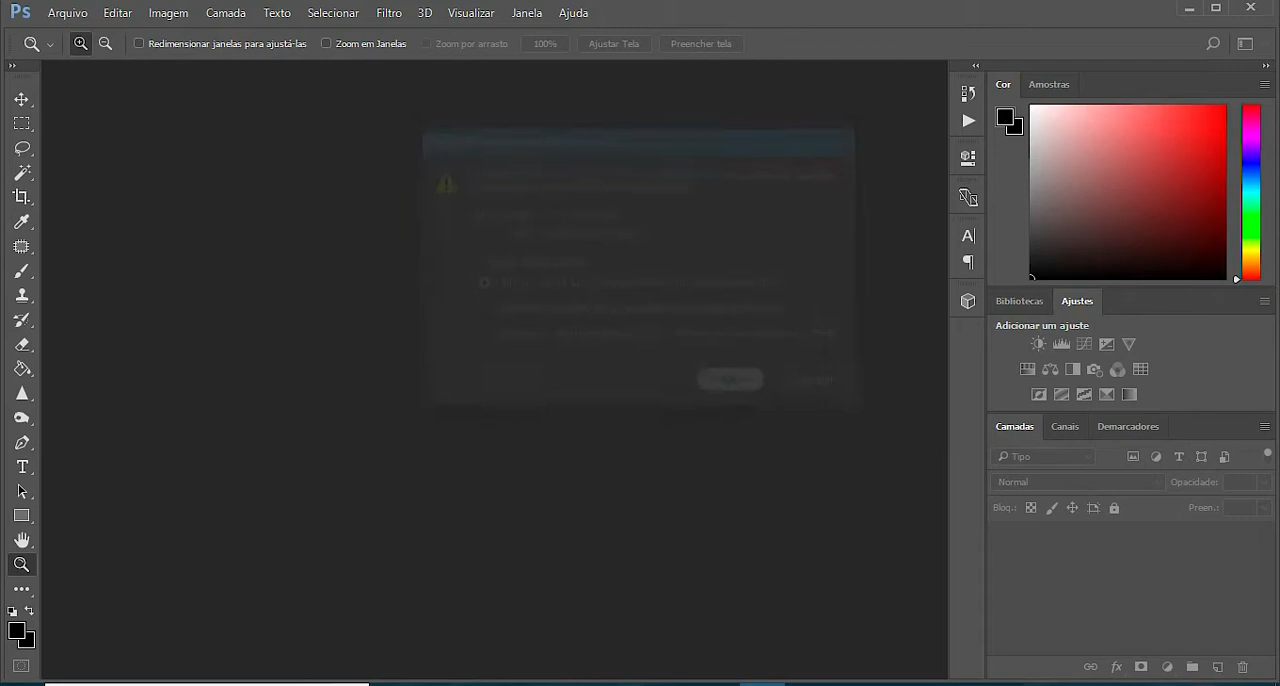 Ps Arquivo Editar Imagem Camada Texto Selecionar Filtro 3D Visualizar Janela Ajuda
Redimensionar janelas para ajustá-las Zoom em Janelas Zoom por arrasto 100% Ajustar Tela Preencher tela
Cor Amostras
Bibliotecas Ajustes
Adicionar um ajuste
Camadas Canais Demarcadores
Tipo
Normal Opacidade:
Bloq.: Preen.:
fx